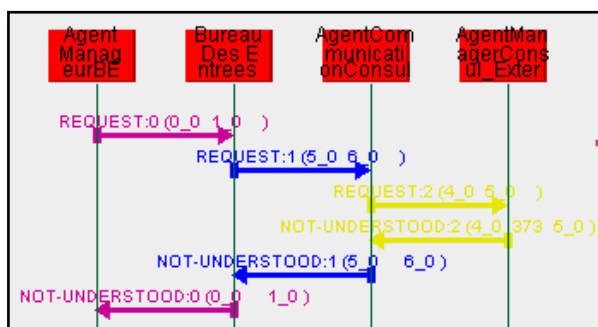 Agent
Manag
eurBE
Bureau
Des E
ntrees
AgentCom
municati
onConsul
AgentMan
agerCons
ul_Exter
REQUEST:0 (0_0 1_0 )
REQUEST:1 (5_0 6_0 )
REQUEST:2 (4_0 5_0 )
NOT-UNDERSTOOD:2 (4_0 373 5_0)
NOT-UNDERSTOOD:1 (5_0 6_0)
NOT-UNDERSTOOD:0 (0_0 1_0)